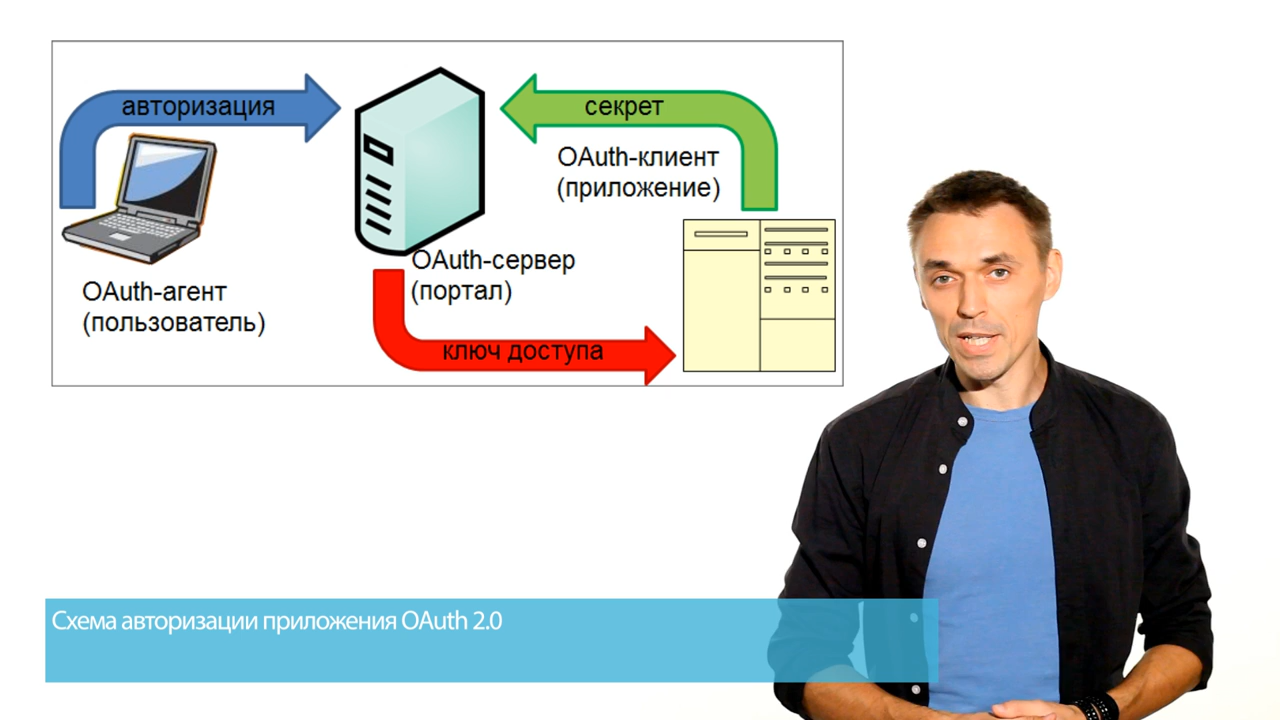 авторизация
секрет
OAuth-клиент
(приложение)
OAuth-сервер
(портал)
OAuth-агент
(пользователь)
ключ доступа
Схема авторизации приложения OAuth 2.0